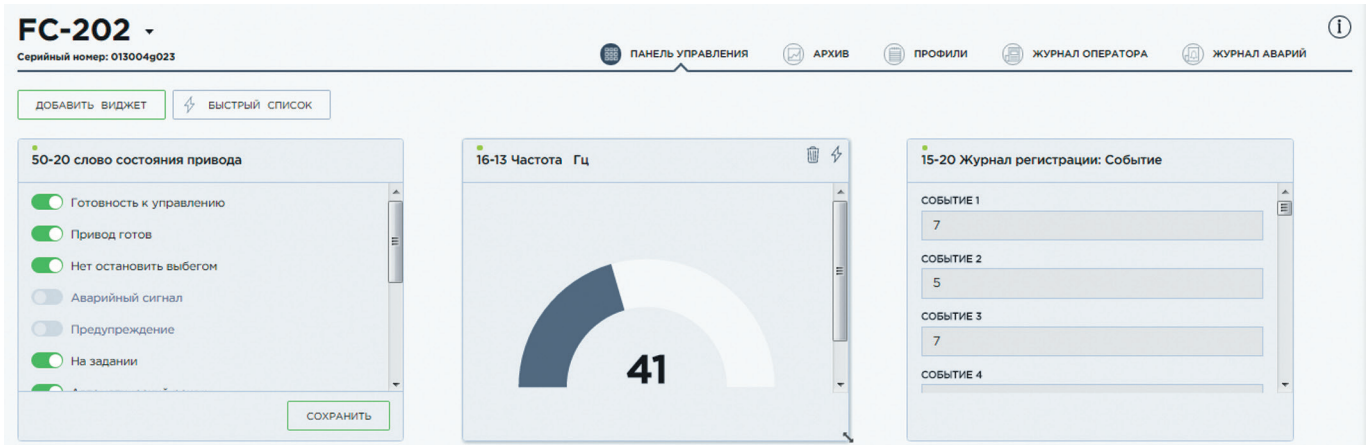 FC-202
Серийный номер: 013004g023
ПАНЕЛЬ УПРАВЛЕНИЯ АРХИВ ПРОФИЛИ ЖУРНАЛ ОПЕРАТОРА ЖУРНАЛ АВАРИЙ
ДОБАВИТЬ ВИДЖЕТ БЫСТРЫЙ СПИСОК
50-20 слово состояния привода
Готовность к управлению
Привод готов
Нет остановить выбегом
Аварийный сигнал
Предупреждение
На задании
СОХРАНИТЬ
16-13 Частота Гц
41
15-20 Журнал регистрации: Событие
СОБЫТИЕ 1
7
СОБЫТИЕ 2
5
СОБЫТИЕ 3
7
СОБЫТИЕ 4